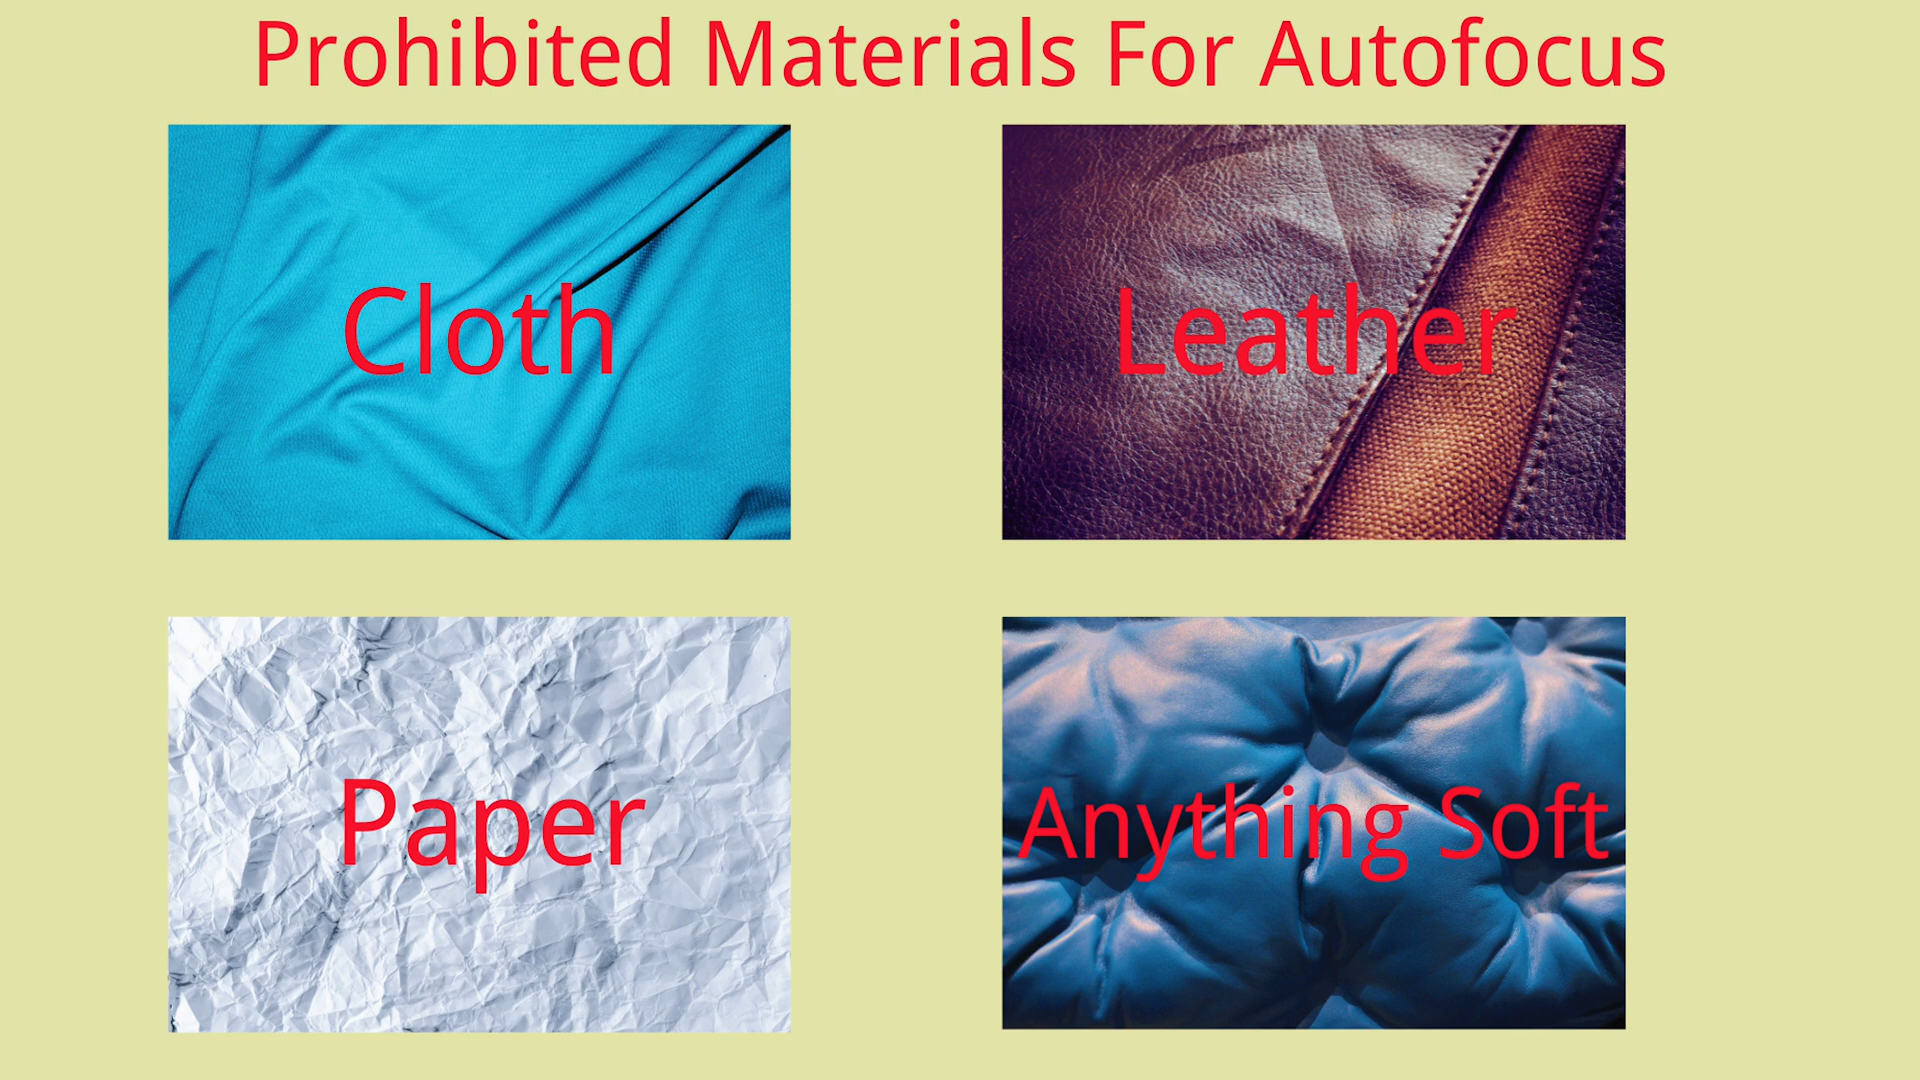 Prohibited Materials For Autofocus
Cloth
Leather
Paper
Anything Soft